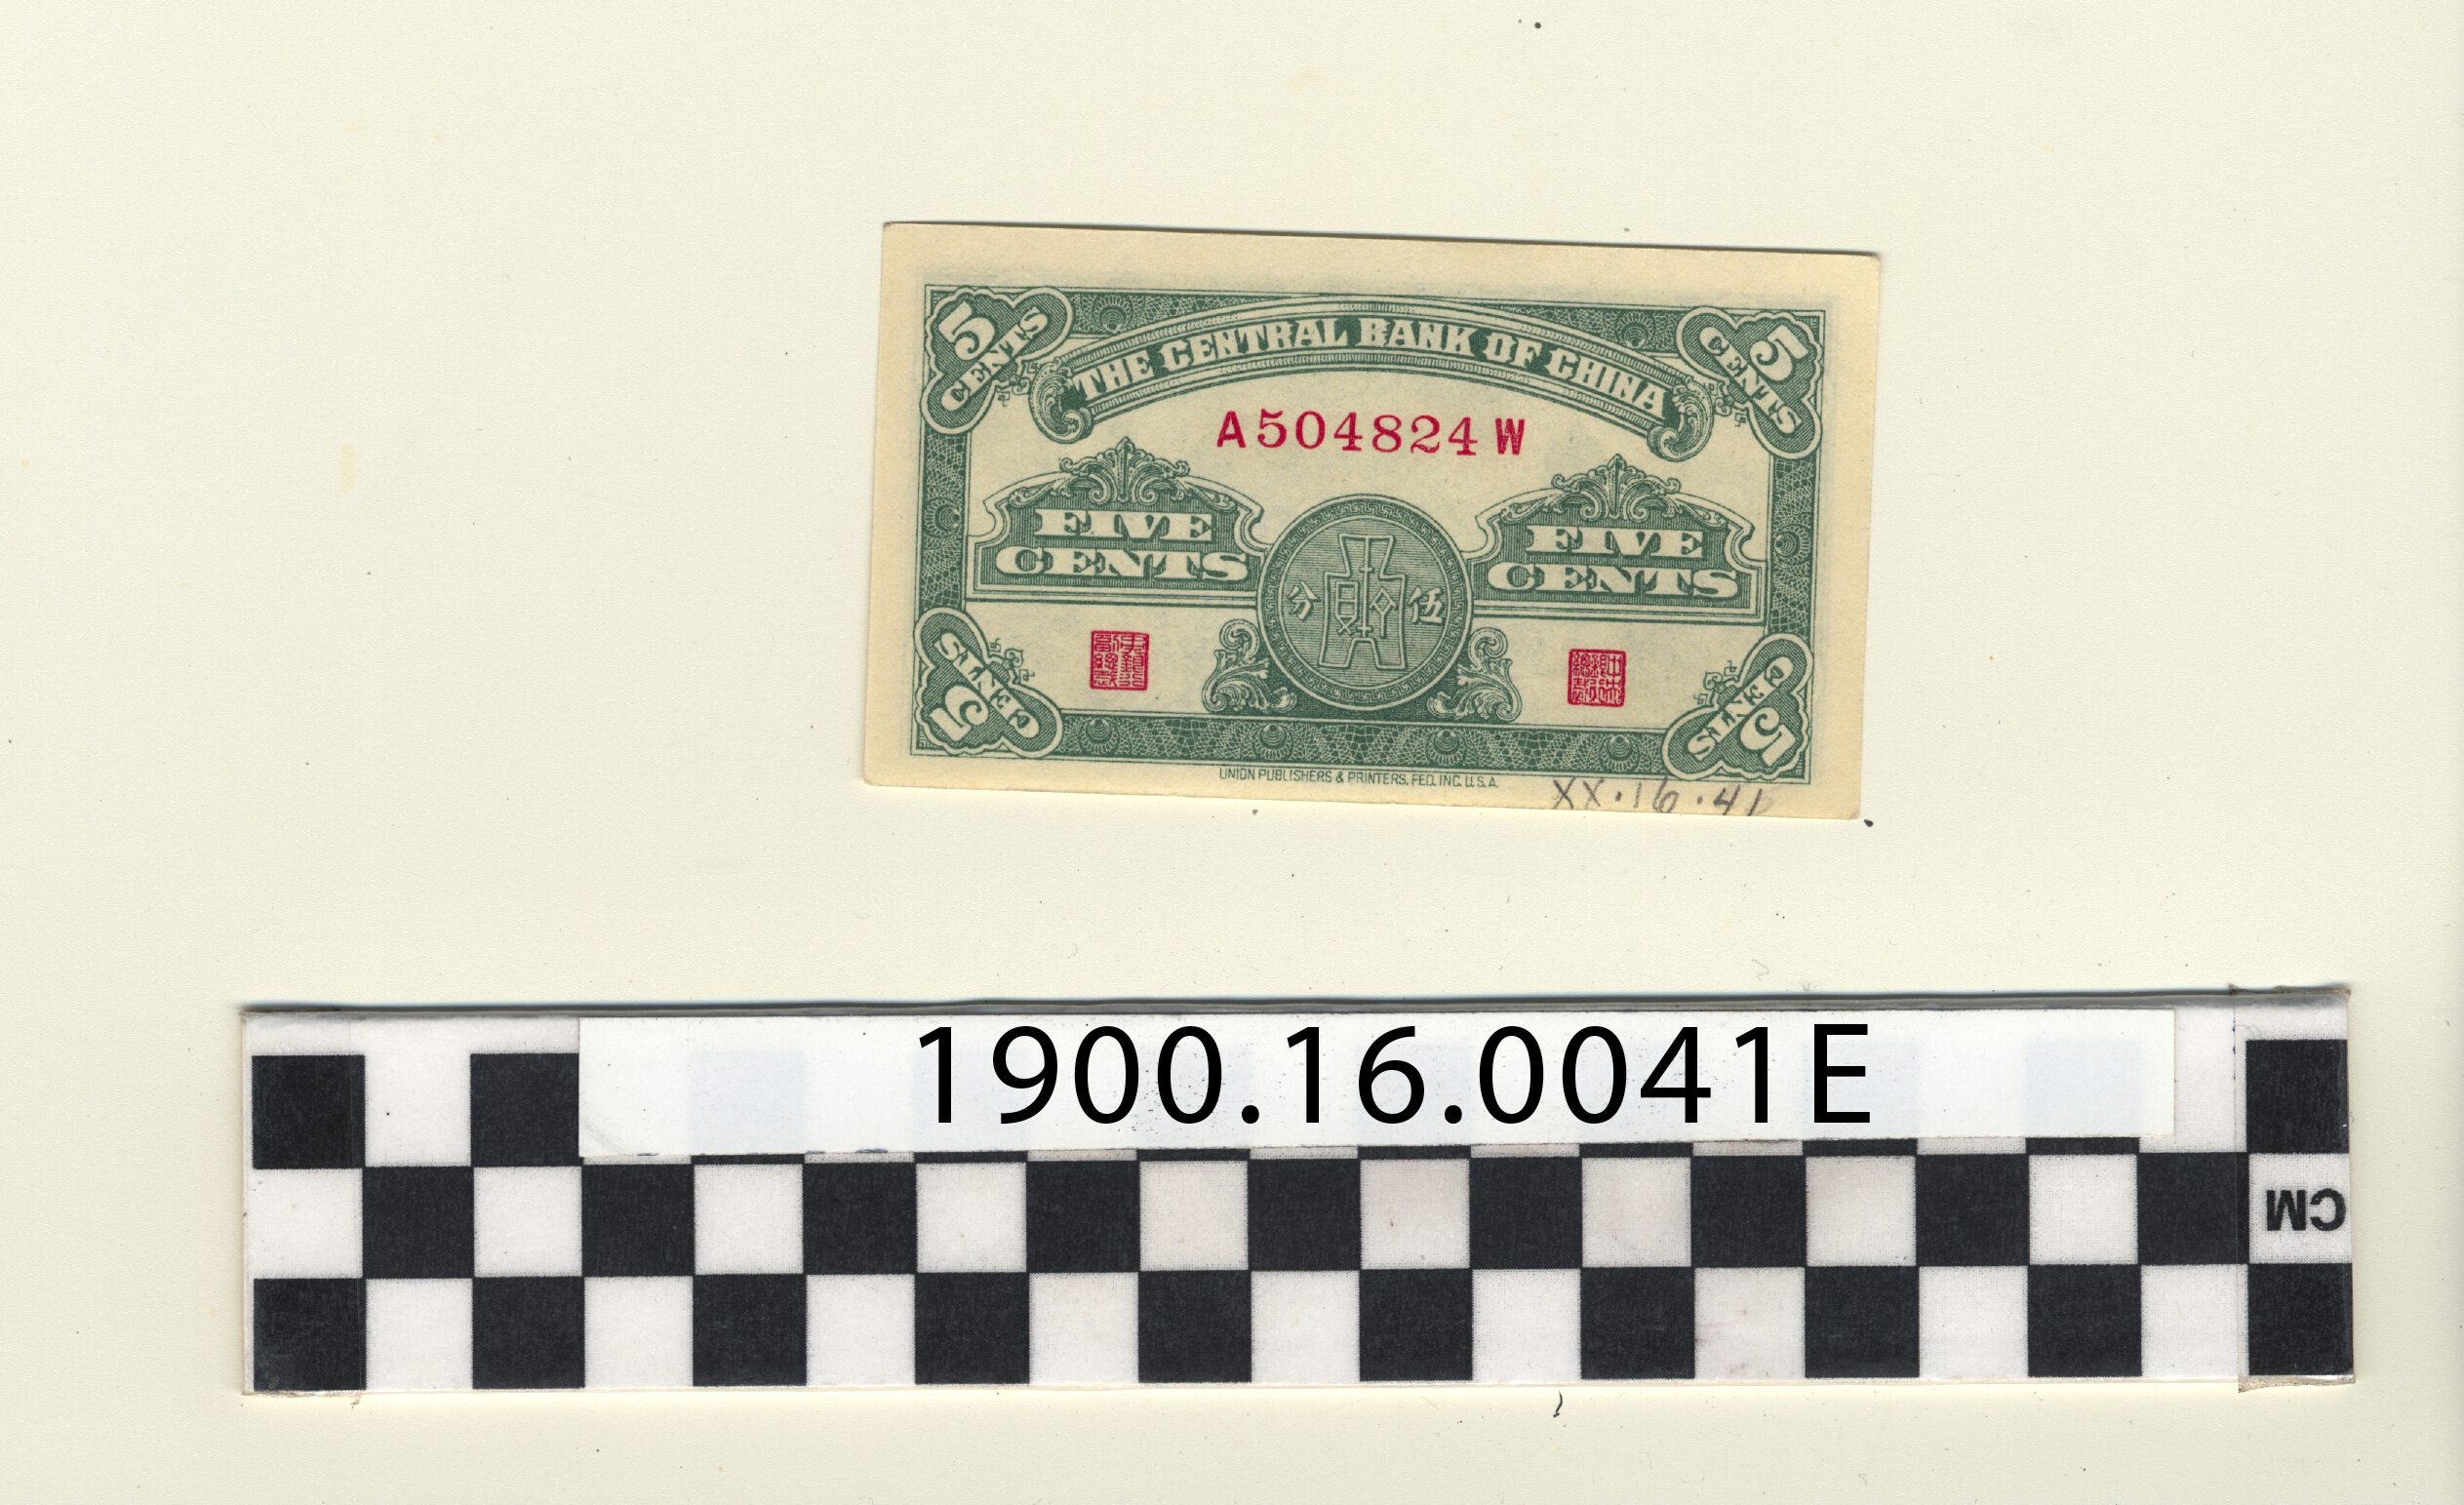 5 CENTS
THE CENTRAL BANK OF CHINA
5 CENTS
A504824W
FIVE CENTS
FIVE CENTS
分 伍
5 CENTS
5 CENTS
UNION PUBLISHERS & PRINTERS. FED. INC. U.S.A.
XX.16.41
1900.16.0041E
CM